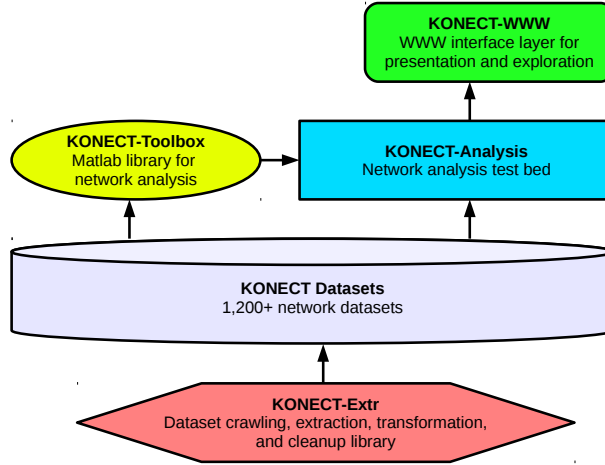 KONECT-WWW
WWW interface layer for
presentation and exploration
KONECT-Toolbox
Matlab library for
network analysis
KONECT-Analysis
Network analysis test bed
KONECT Datasets
1,200+ network datasets
KONECT-Extr
Dataset crawling, extraction, transformation,
and cleanup library